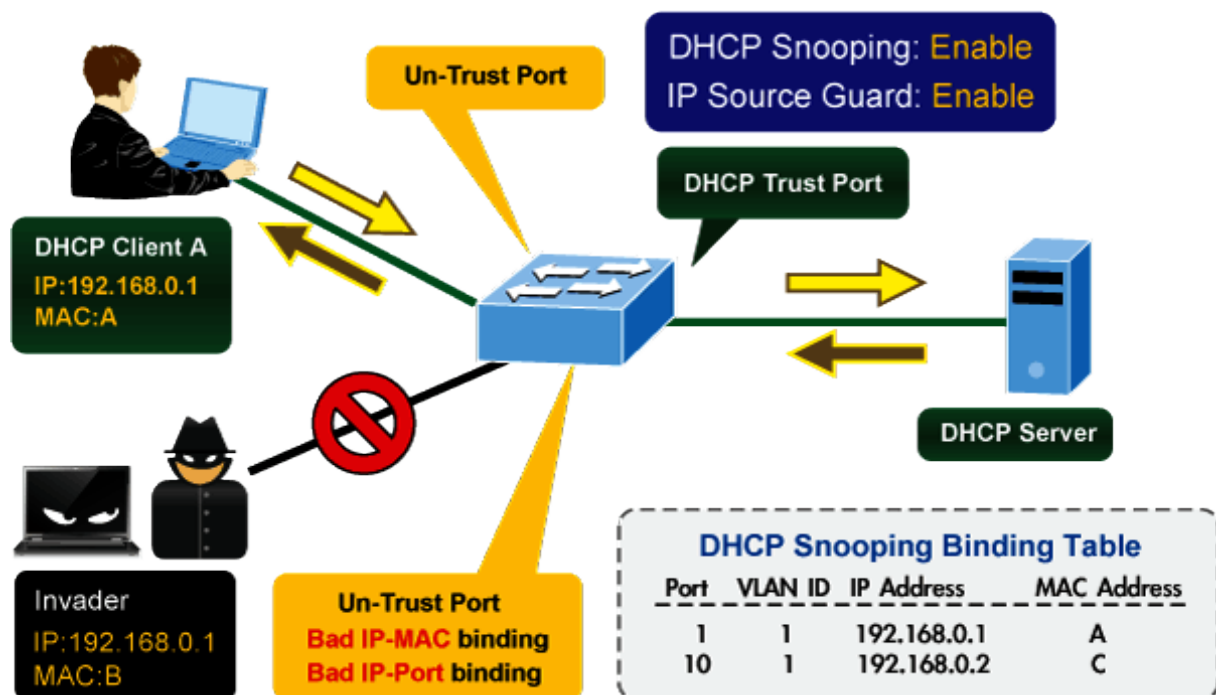 Un-Trust Port
DHCP Snooping: Enable
IP Source Guard: Enable
DHCP Trust Port
DHCP Client A
IP:192.168.0.1
MAC:A
DHCP Server
Invader
IP:192.168.0.1
MAC:B
Un-Trust Port
Bad IP-MAC binding
Bad IP-Port binding
DHCP Snooping Binding Table
Port VLAN ID IP Address MAC Address
1 1 192.168.0.1 A
10 1 192.168.0.2 C